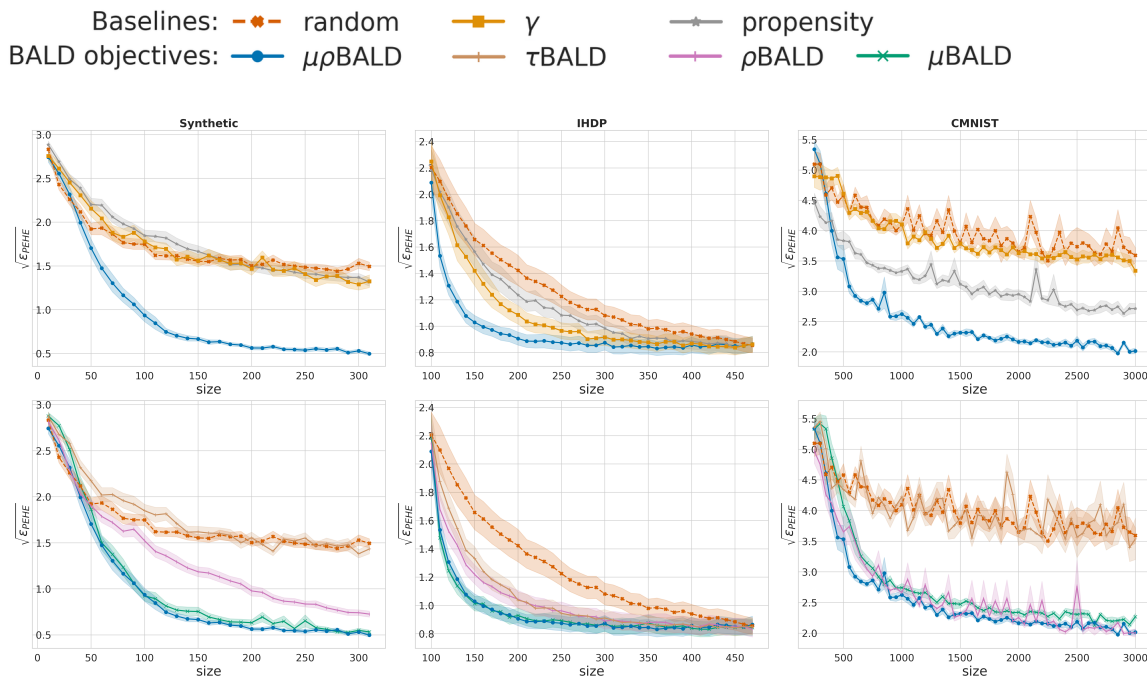 Baselines: random γ propensity
BALD objectives: μρBALD τBALD ρBALD μBALD
Synthetic
3.0
2.5
2.0
1.5
1.0
0.5
√ε_PEHE
0 50 100 150 200 250 300
size
IHDP
2.4
2.2
2.0
1.8
1.6
1.4
1.2
1.0
0.8
√ε_PEHE
100 150 200 250 300 350 400 450
size
CMNIST
5.5
5.0
4.5
4.0
3.5
3.0
2.5
2.0
√ε_PEHE
500 1000 1500 2000 2500 3000
size
3.0
2.5
2.0
1.5
1.0
0.5
√ε_PEHE
0 50 100 150 200 250 300
size
2.4
2.2
2.0
1.8
1.6
1.4
1.2
1.0
0.8
√ε_PEHE
100 150 200 250 300 350 400 450
size
5.5
5.0
4.5
4.0
3.5
3.0
2.5
2.0
√ε_PEHE
500 1000 1500 2000 2500 3000
size